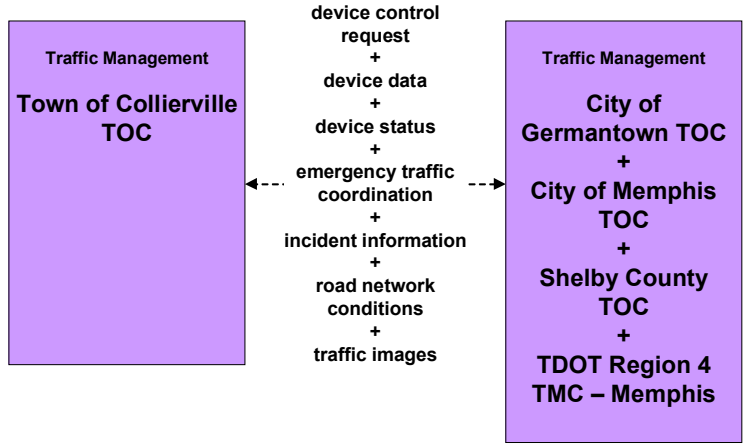 Traffic Management
Town of Collierville
TOC
device control
request
+
device data
+
device status
+
emergency traffic
coordination
+
incident information
+
road network
conditions
+
traffic images
Traffic Management
City of
Germantown TOC
+
City of Memphis
TOC
+
Shelby County
TOC
+
TDOT Region 4
TMC – Memphis